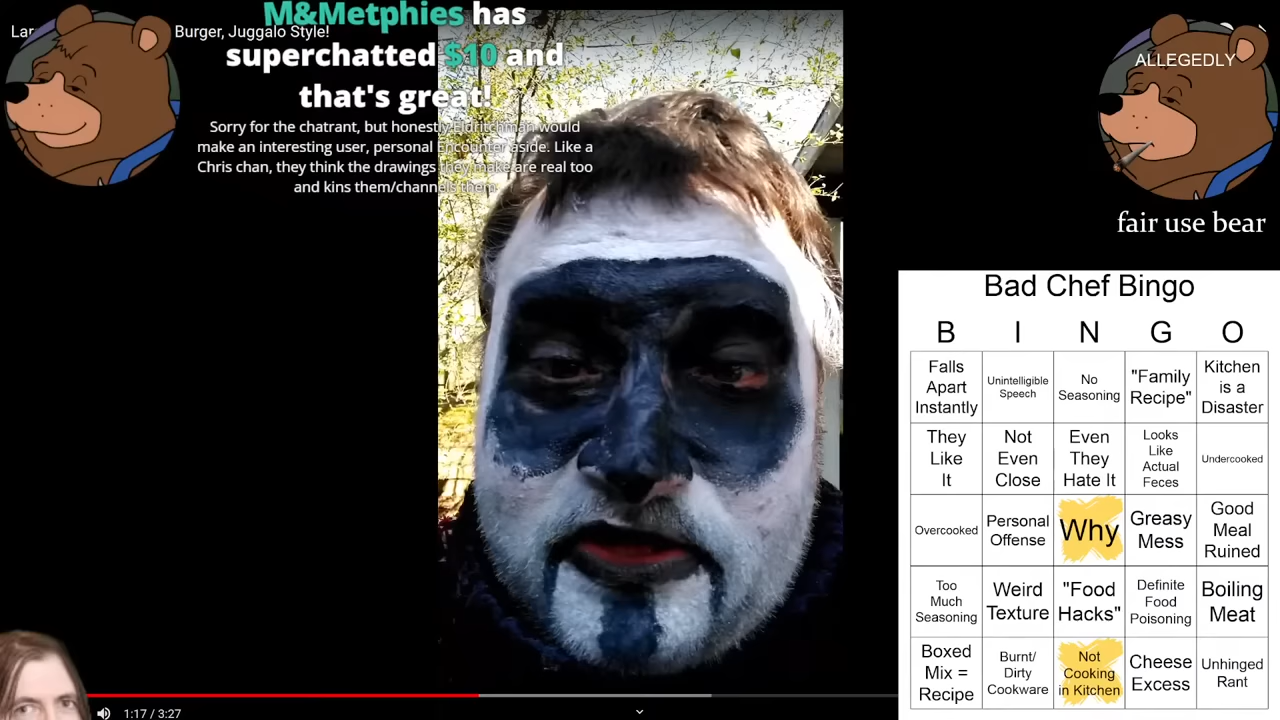 M&Metphies has
superchatted $10 and
that's great!
Sorry for the chatrant, but honestly Eldritchman would
make an interesting user, personal Encounter aside. Like a
Chris chan, they think the drawings they make are real too
and kins them/channels them
Burger, Juggalo Style!
ALLEGEDLY
fair use bear
Bad Chef Bingo
B I N G O
Falls
Apart
Instantly
Unintelligible
Speech
No
Seasoning
"Family
Recipe"
Kitchen
is a
Disaster
They
Like
It
Not
Even
Close
Even
They
Hate It
Looks
Like
Actual
Feces
Undercooked
Overcooked
Personal
Offense
Why
Greasy
Mess
Good
Meal
Ruined
Too
Much
Seasoning
Weird
Texture
"Food
Hacks"
Definite
Food
Poisoning
Boiling
Meat
Boxed
Mix =
Recipe
Burnt/
Dirty
Cookware
Not
Cooking
in Kitchen
Cheese
Excess
Unhinged
Rant
1:17 / 3:27